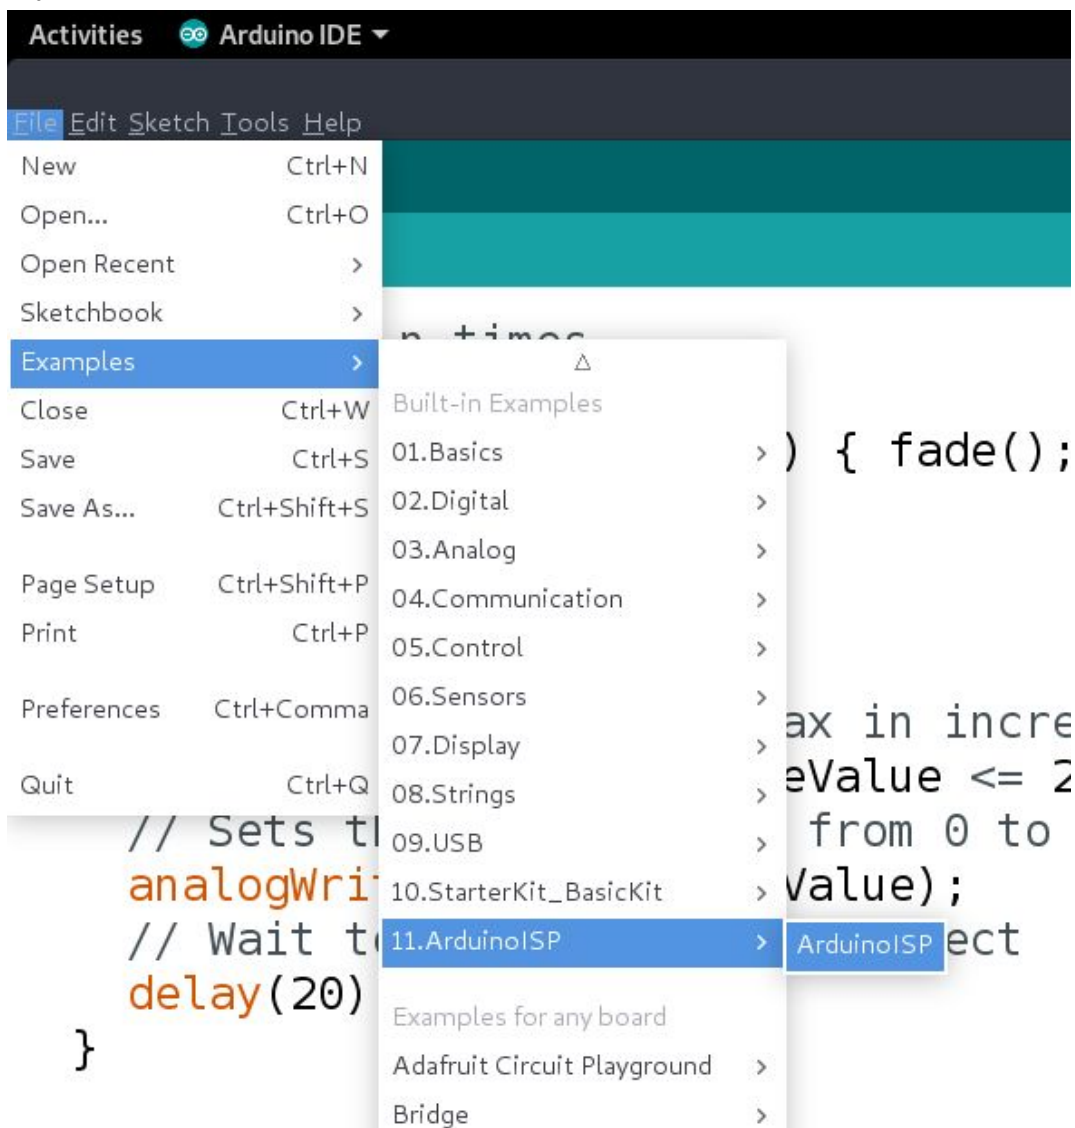 Activities Arduino IDE
File Edit Sketch Tools Help
New Ctrl+N
Open... Ctrl+O
Open Recent >
Sketchbook >
Examples >
Close Ctrl+W
Save Ctrl+S
Save As... Ctrl+Shift+S
Page Setup Ctrl+Shift+P
Print Ctrl+P
Preferences Ctrl+Comma
Quit Ctrl+Q
Built-in Examples
01.Basics >
02.Digital >
03.Analog >
04.Communication >
05.Control >
06.Sensors >
07.Display >
08.Strings >
09.USB >
10.StarterKit_BasicKit >
11.ArduinoISP >
Examples for any board
Adafruit Circuit Playground >
Bridge >
ArduinoISP
n times
) { fade();
ax in incre
eValue <= 2
// Sets t from 0 to
analogWri Value);
// Wait t ect
delay(20)
}